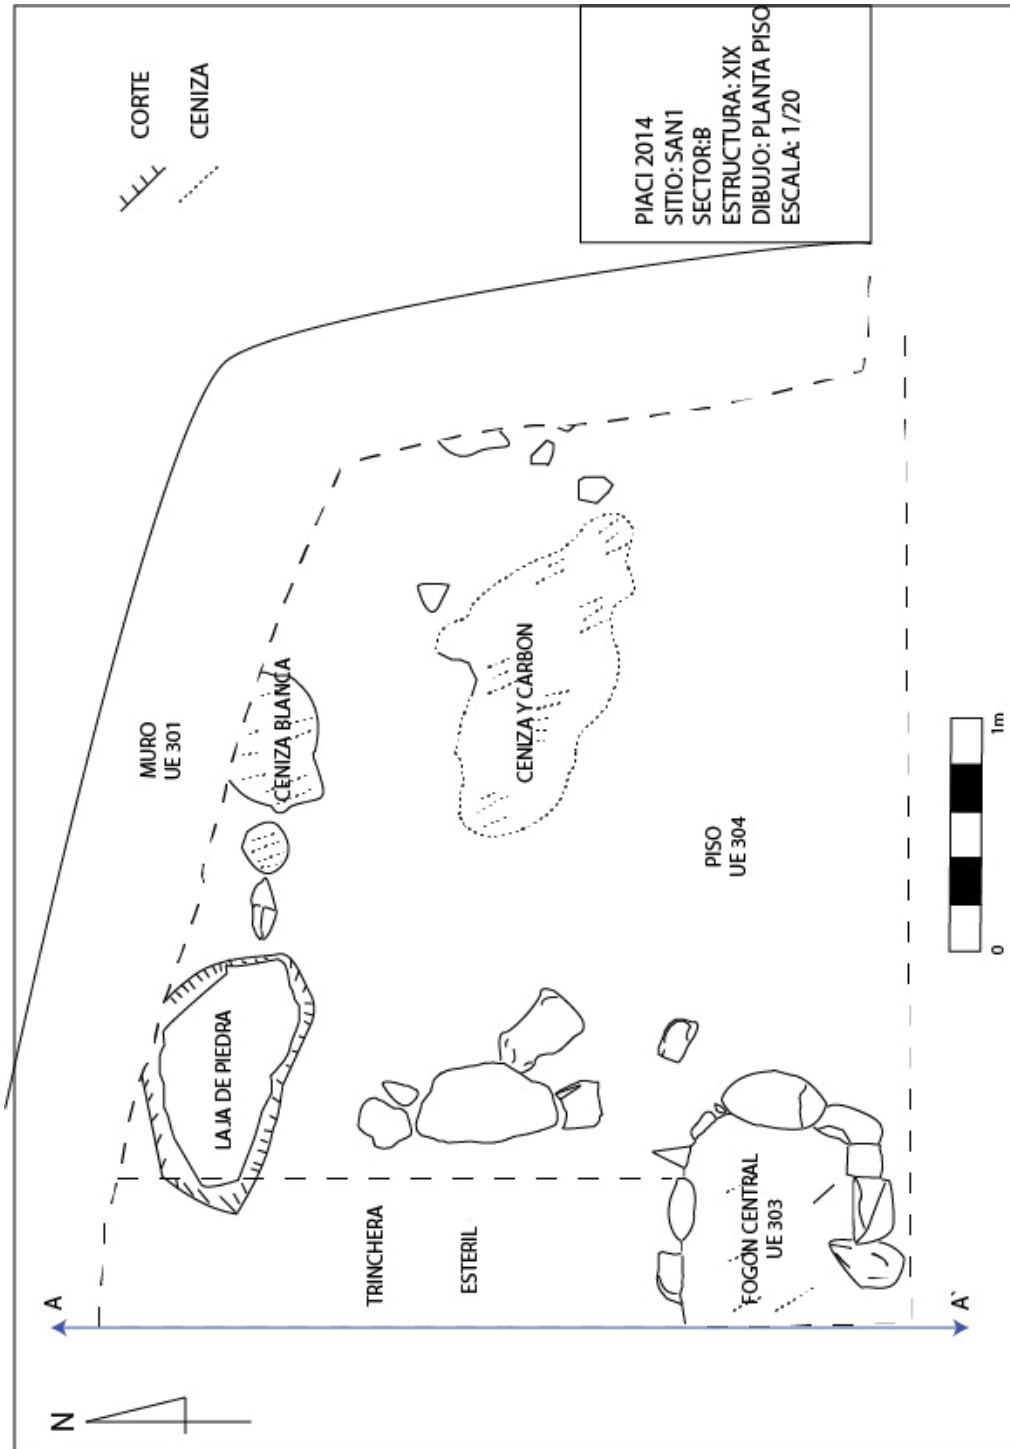 CORTE
CENIZA
PIACI 2014
SITIO: SAN1
SECTOR:B
ESTRUCTURA: XIX
DIBUJO: PLANTA PISO
ESCALA: 1/20
MURO
UE 301
CENIZA BLANCA
CENIZA Y CARBON
PISO
UE 304
LAJA DE PIEDRA
TRINCHERA
ESTERIL
FOGON CENTRAL
UE 303
A
A`
N
0
1m